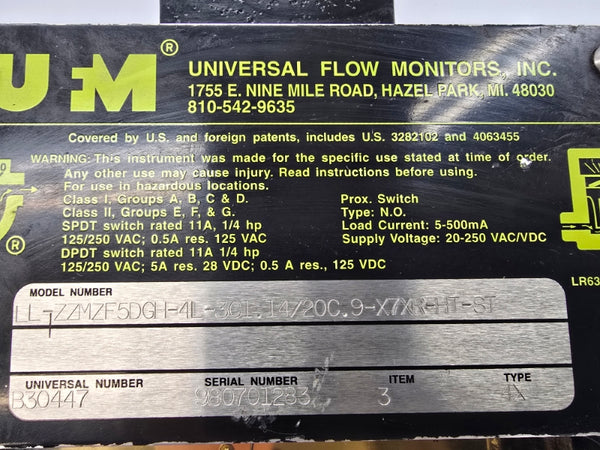 UFM®
UNIVERSAL FLOW MONITORS, INC.
1755 E. NINE MILE ROAD, HAZEL PARK, MI. 48030
810-542-9635
Covered by U.S. and foreign patents, includes U.S. 3282102 and 4063455
WARNING: This instrument was made for the specific use stated at time of order.
Any other use may cause injury. Read instructions before using.
For use in hazardous locations.
Class I, Groups A, B, C & D.
Class II, Groups E, F, & G.
SPDT switch rated 11A, 1/4 hp
125/250 VAC; 0.5A res. 125 VAC
DPDT switch rated 11A 1/4 hp
125/250 VAC; 5A res. 28 VDC; 0.5 A res., 125 VDC
Prox. Switch
Type: N.O.
Load Current: 5-500mA
Supply Voltage: 20-250 VAC/VDC
®
LR63
MODEL NUMBER
UNIVERSAL NUMBER SERIAL NUMBER ITEM TYPE
B30447 3 A